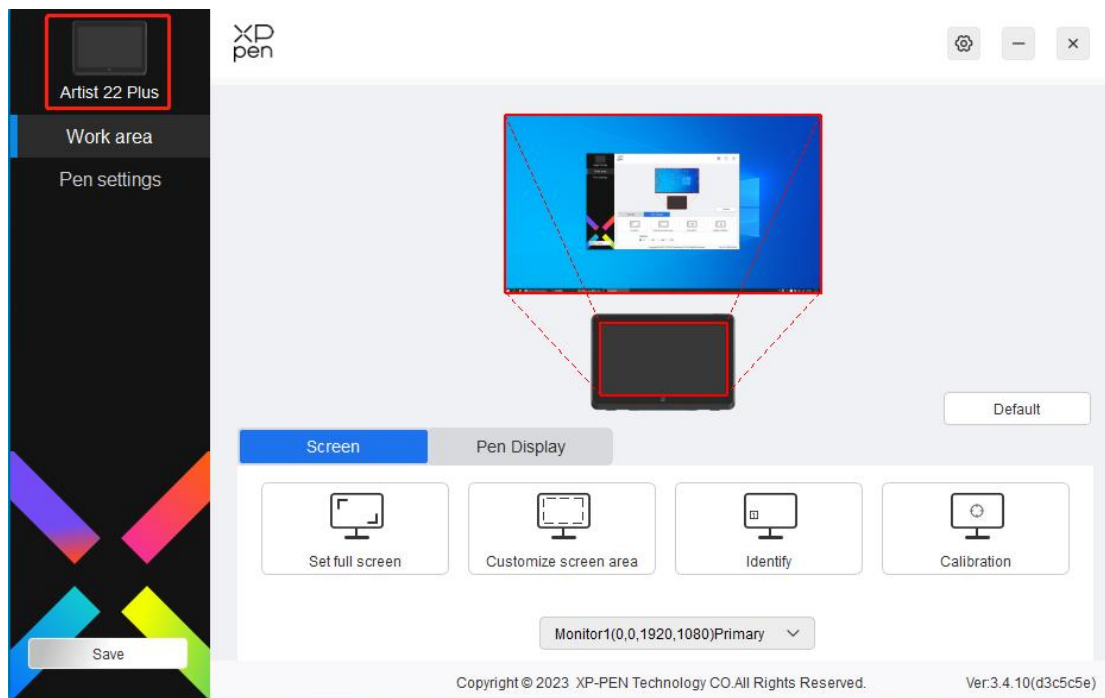 XP
pen
Artist 22 Plus
Work area
Pen settings
Default
Screen
Pen Display
Set full screen
Customize screen area
1
Identify
Calibration
Monitor1(0,0,1920,1080)Primary
Save
Copyright © 2023 XP-PEN Technology CO.All Rights Reserved.
Ver:3.4.10(d3c5c5e)